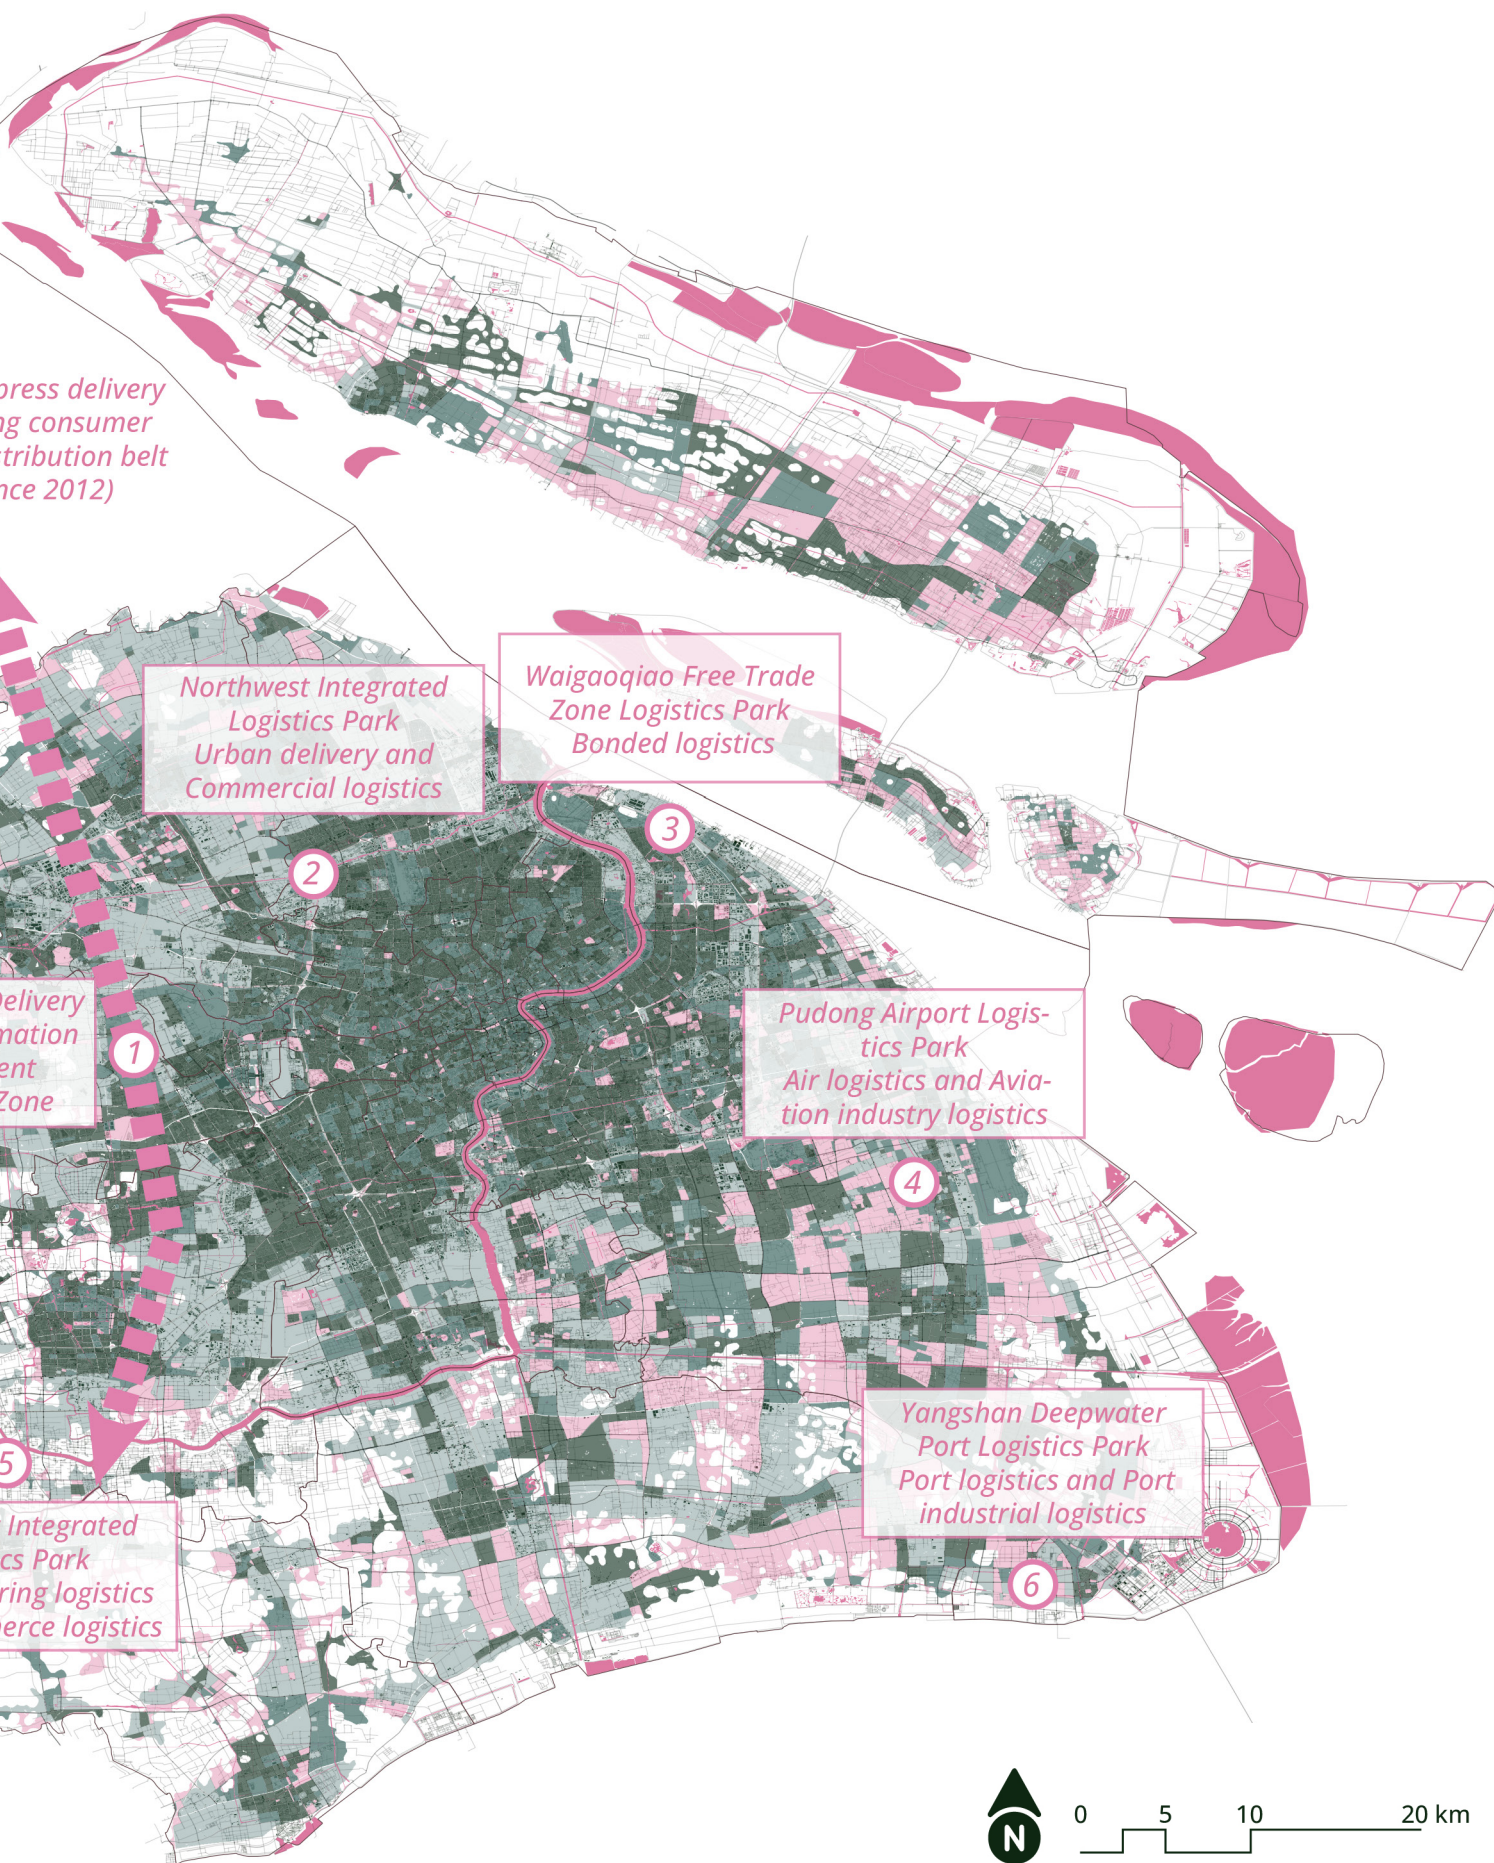 press delivery
ng consumer
stribution belt
nce 2012)
Northwest Integrated
Logistics Park
Urban delivery and
Commercial logistics
Waigaoqiao Free Trade
Zone Logistics Park
Bonded logistics
3
2
Delivery
mation
ent
Zone
1
Pudong Airport Logis-
tics Park
Air logistics and Avia-
tion industry logistics
4
Yangshan Deepwater
Port Logistics Park
Port logistics and Port
industrial logistics
5
Integrated
cs Park
ring logistics
erce logistics
6
N
0 5 10 20 km